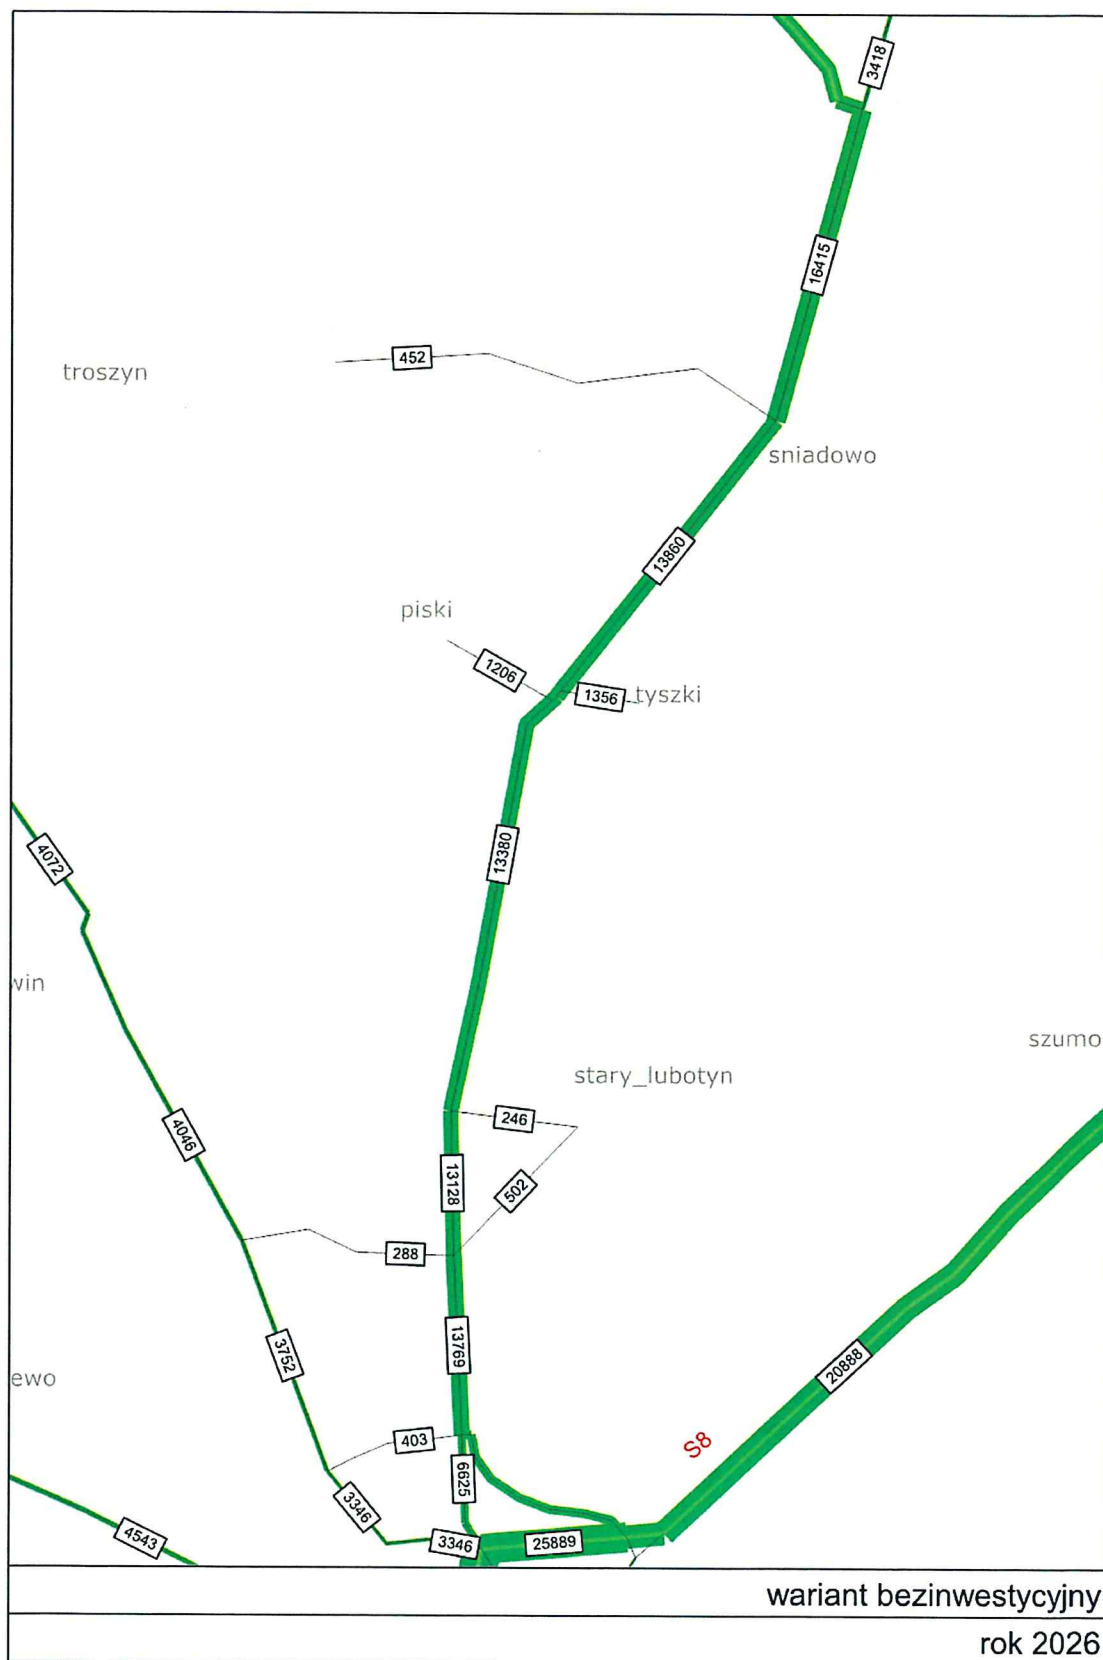 3418
16415
452
troszyn
sniadowo
13860
piski
1206
1356
tyszki
13380
4072
win
szumo
stary_lubotyn
246
4046
13128
502
288
3752
13769
20888
ewo
S8
403
6625
3346
3346
25889
4543
wariant bezinwestycyjny
rok 2026